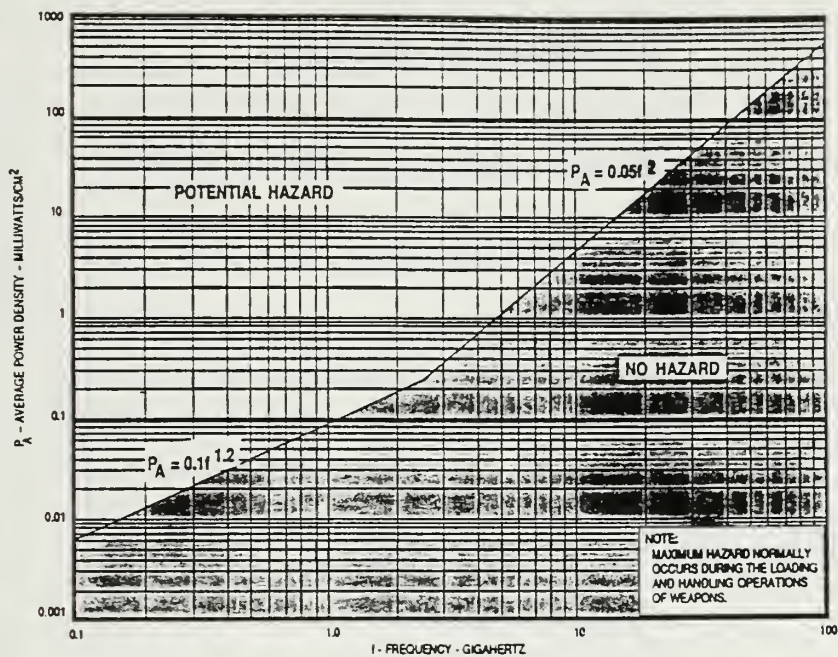 1000
100
10
1
0.1
0.01
0.001
P_A - AVERAGE POWER DENSITY - MILLIWATTS/CM²
POTENTIAL HAZARD
P_A = 0.05f²
NO HAZARD
P_A = 0.1f^1.2
NOTE:
MAXIMUM HAZARD NORMALLY
OCCURS DURING THE LOADING
AND HANDLING OPERATIONS
OF WEAPONS.
0.1
1.0
10
100
f - FREQUENCY - GIGAHERTZ